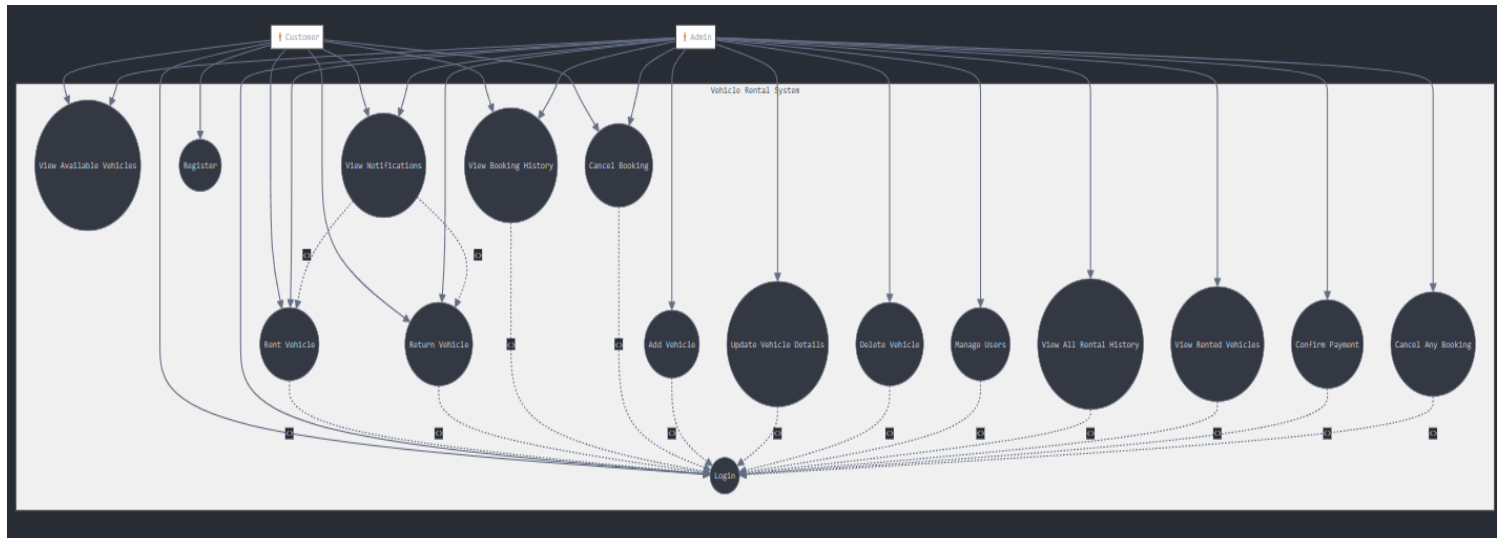 Customer
Admin
Vehicle Rental System
View Available Vehicles
Register
View Notifications
View Booking History
Cancel Booking
<>
<>
Rent Vehicle
Return Vehicle
<>
<>
Add Vehicle
Update Vehicle Details
Delete Vehicle
Manage Users
View All Rental History
View Rented Vehicles
Confirm Payment
Cancel Any Booking
<>
<>
<>
<>
<>
<>
<>
<>
<>
<>
Login